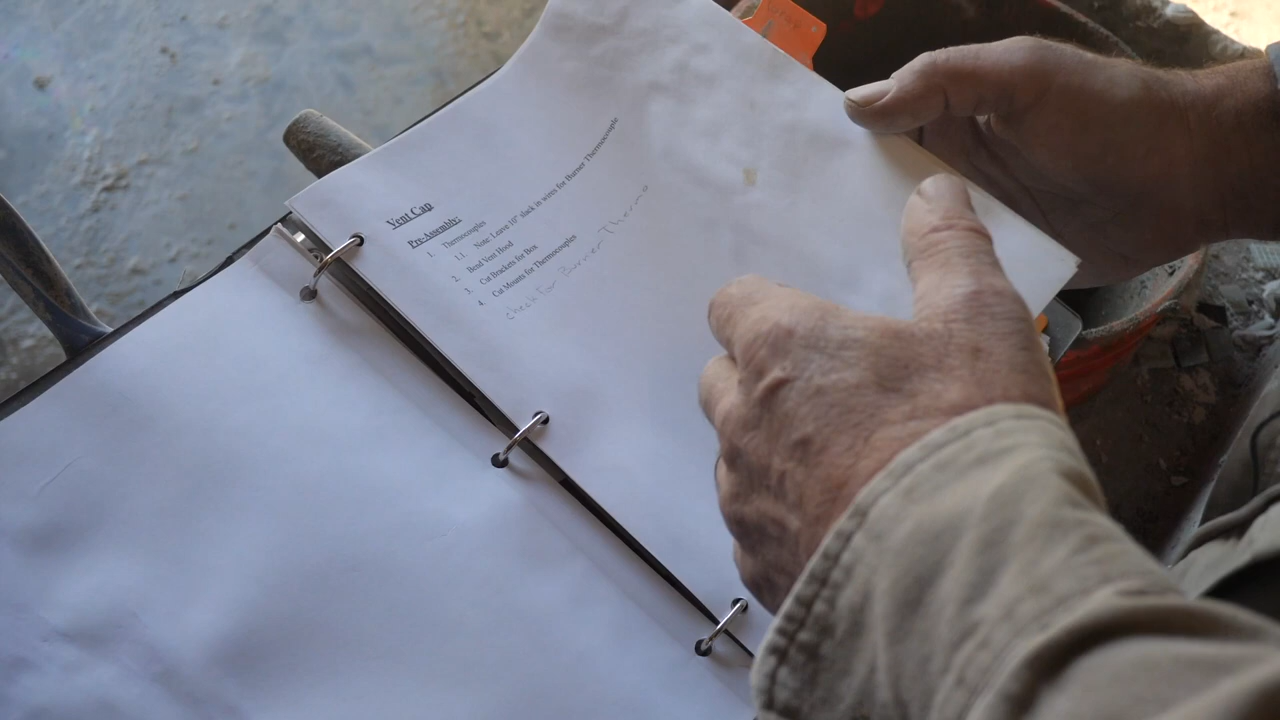 Vent Cap
Pre-Assembly:
1. Thermocouples
1.1. Note: Leave 10" slack in wires for Burner Thermocouple
2. Bend Vent Hood
3. Cut Brackets for Box
4. Cut Mounts for Thermocouples
check for Burner Thermo